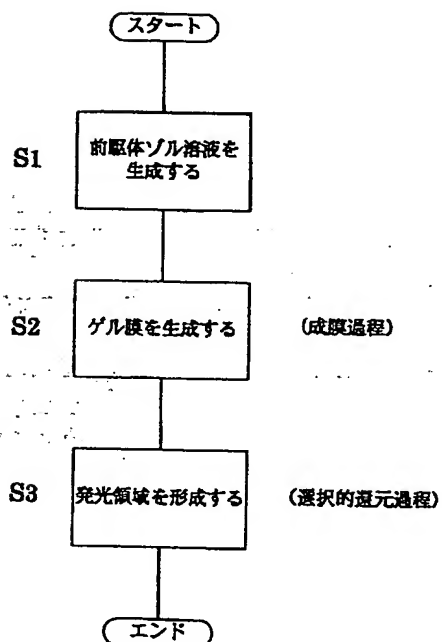 スタート
S1
前駆体ゾル溶液を
生成する
S2
ゲル膜を生成する
(成膜過程)
S3
発光領域を形成する
(選択的還元過程)
エンド